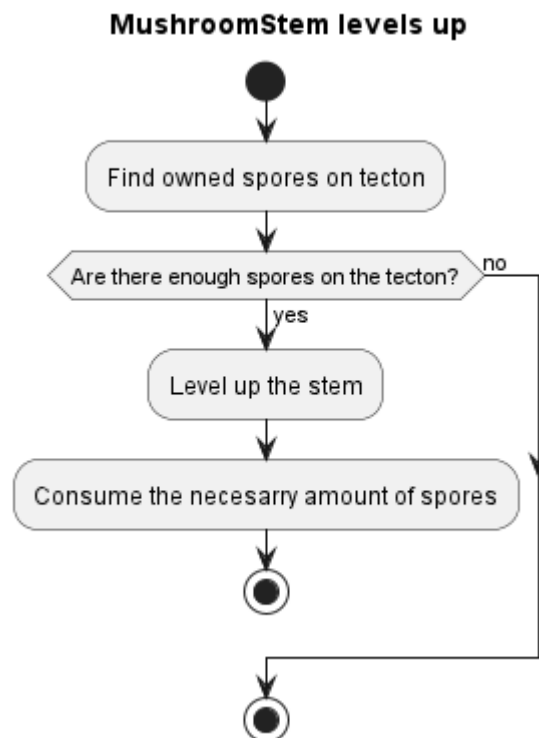 MushroomStem levels up
Find owned spores on tecton
Are there enough spores on the tecton?
no
yes
Level up the stem
Consume the necesarry amount of spores